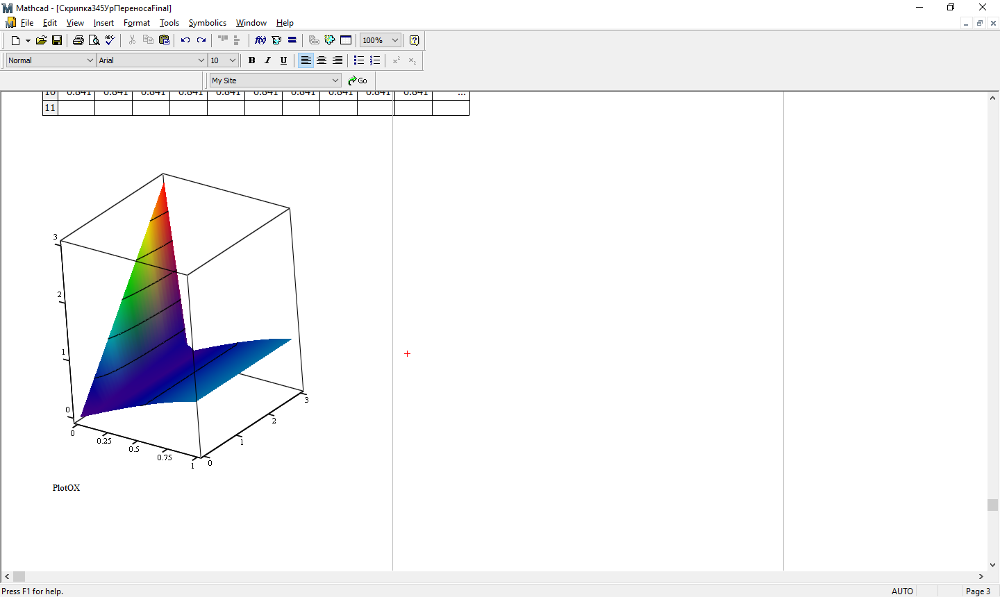 Mathcad - [Скрипка345УрПереносаFinal]
File Edit View Insert Format Tools Symbolics Window Help
ABC f(x) 100% ?
Normal Arial 10 B I U x² x₂
My Site Go
10 0.841 0.841 0.841 0.841 0.841 0.841 0.841 0.841 0.841 0.841 ...
11
3
2
1
0
0 0.25 0.5 0.75 1
0 1 2 3
PlotOX
Press F1 for help. AUTO Page 3